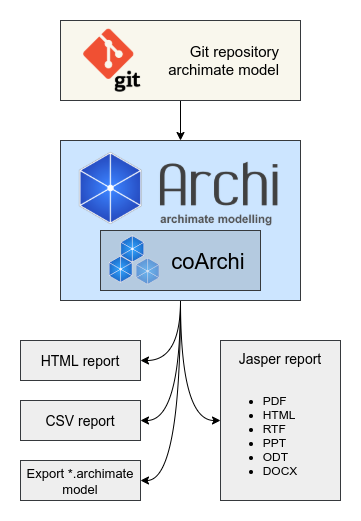 git
Git repository
archimate model
Archi
archimate modelling
coArchi
HTML report
CSV report
Export *.archimate
model
Jasper report
• PDF
• HTML
• RTF
• PPT
• ODT
• DOCX